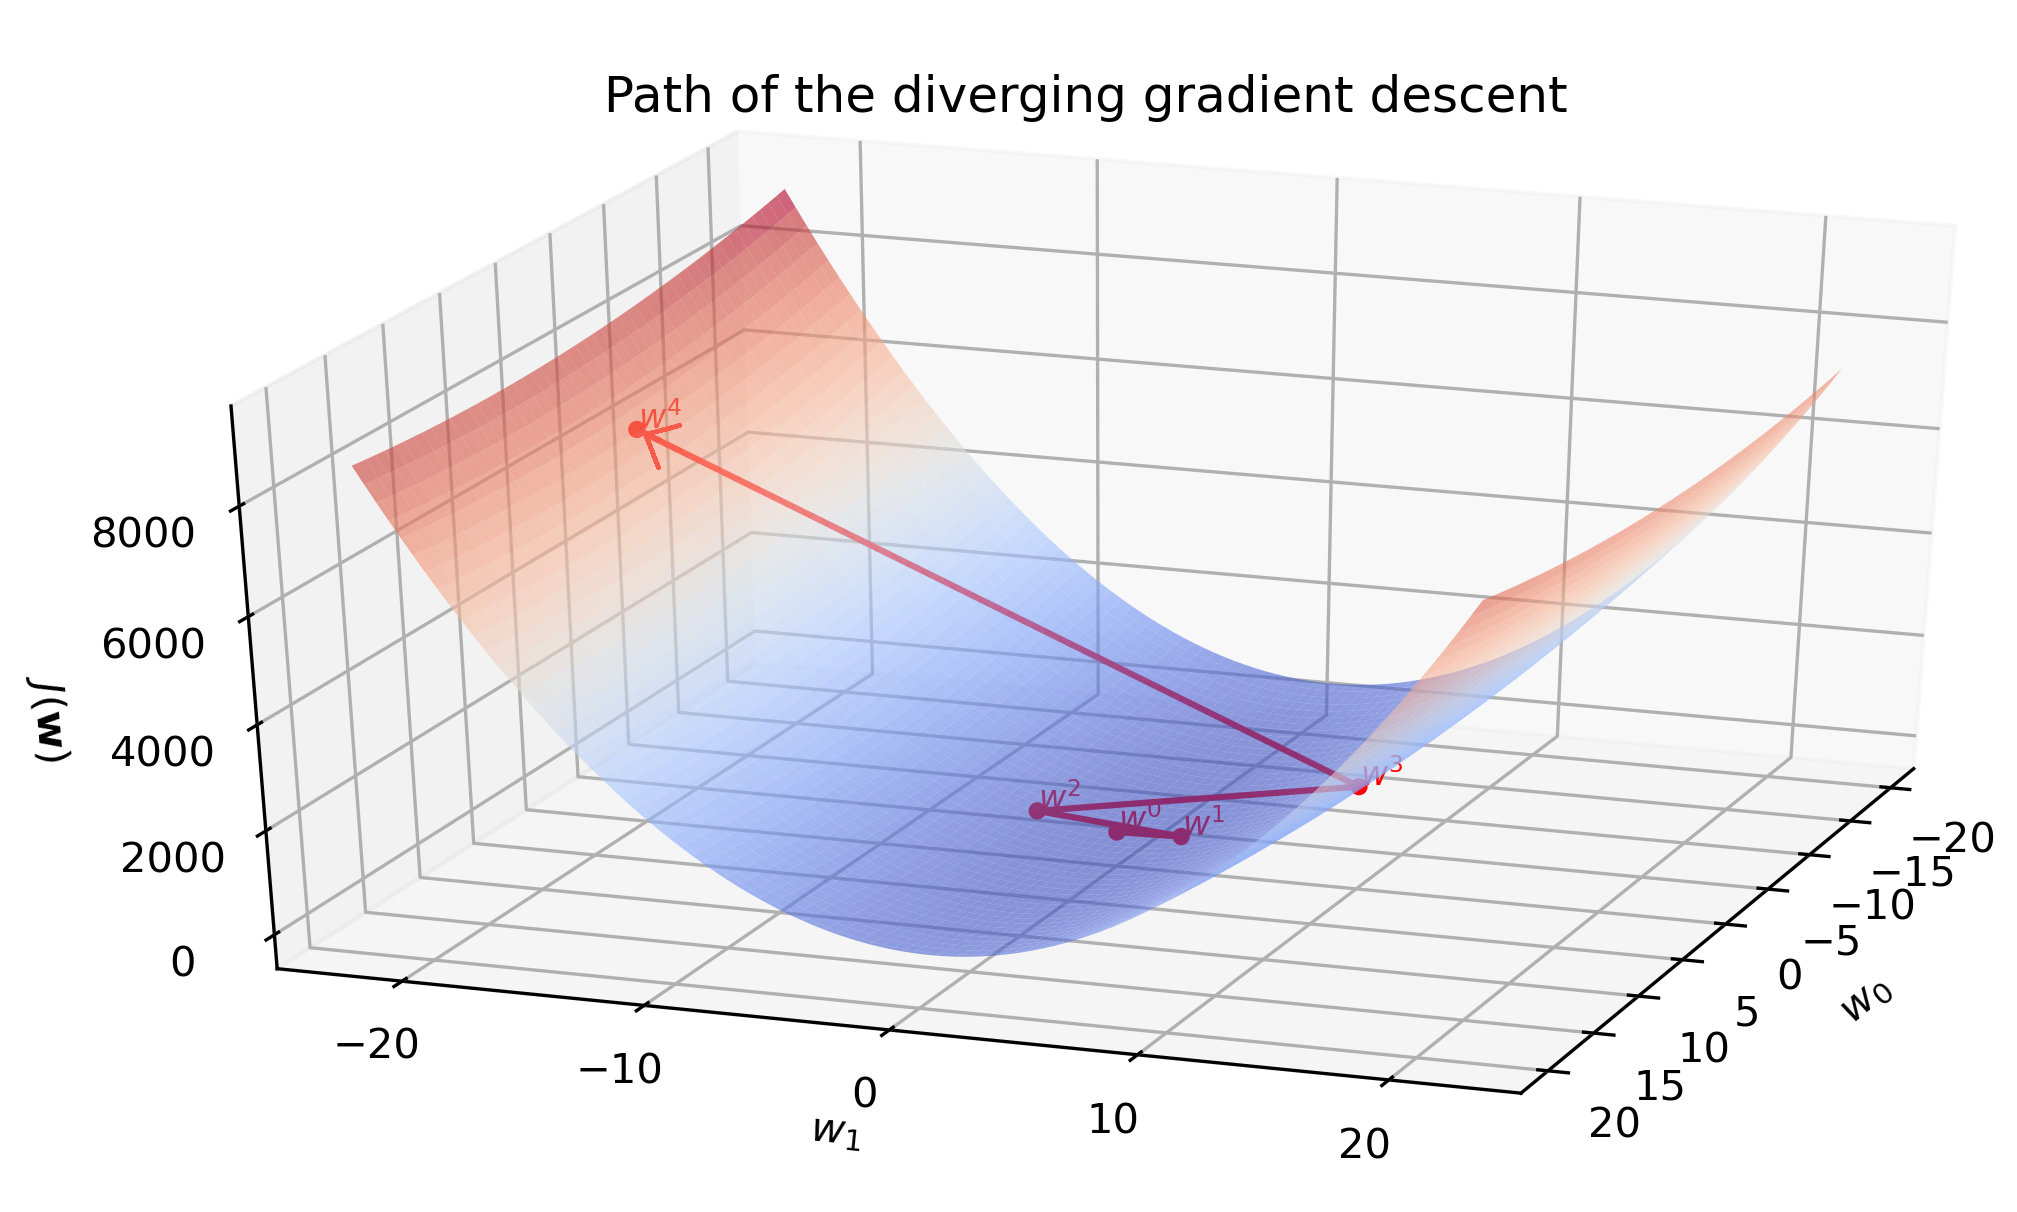 Path of the diverging gradient descent
w⁴
w³
w²
w⁰
w¹
8000
6000
4000
2000
0
J(w)
−20
−10
0
10
20
w₁
−20
−15
−10
−5
0
5
10
15
20
w₀